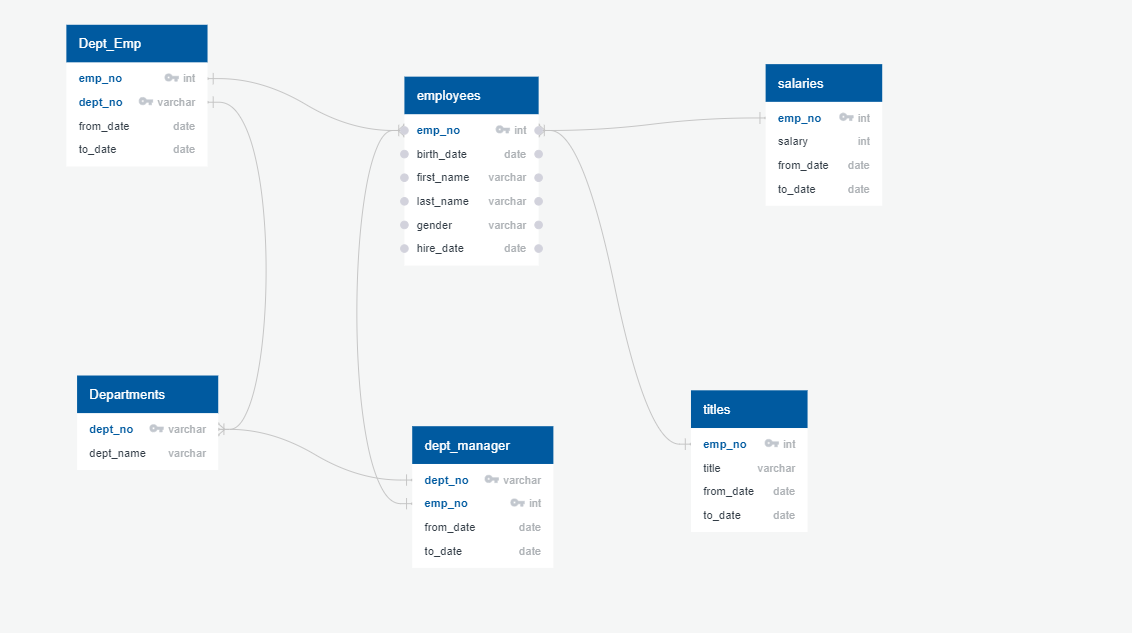 Dept_Emp
emp_no int
dept_no varchar
from_date date
to_date date
employees
emp_no int
birth_date date
first_name varchar
last_name varchar
gender varchar
hire_date date
salaries
emp_no int
salary int
from_date date
to_date date
Departments
dept_no varchar
dept_name varchar
dept_manager
dept_no varchar
emp_no int
from_date date
to_date date
titles
emp_no int
title varchar
from_date date
to_date date